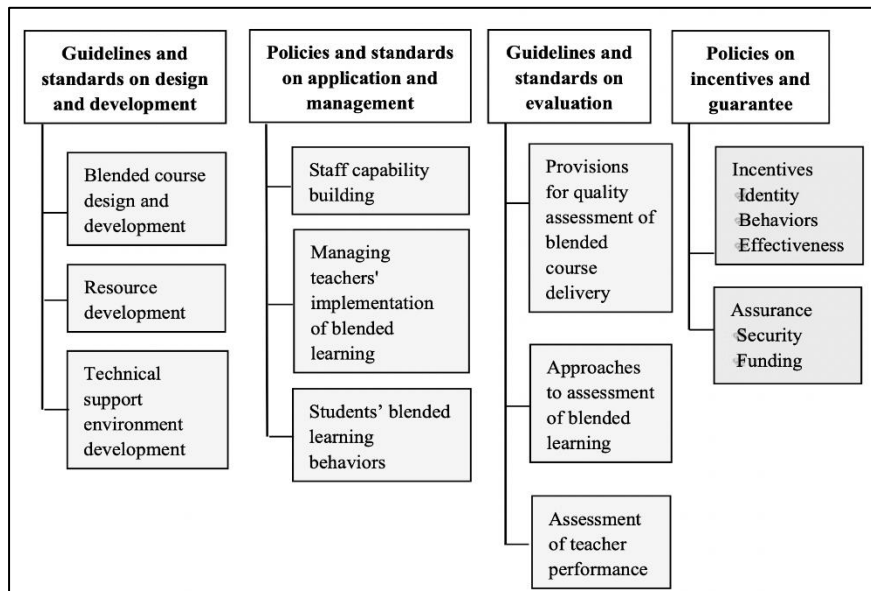 Guidelines and
standards on design
and development
Blended course
design and
development
Resource
development
Technical
support
environment
development
Policies and standards
on application and
management
Staff capability
building
Managing
teachers'
implementation
of blended
learning
Students’ blended
learning
behaviors
Guidelines and
standards on
evaluation
Provisions
for quality
assessment of
blended
course
delivery
Approaches
to assessment
of blended
learning
Assessment
of teacher
performance
Policies on
incentives and
guarantee
Incentives
Identity
Behaviors
Effectiveness
Assurance
Security
Funding